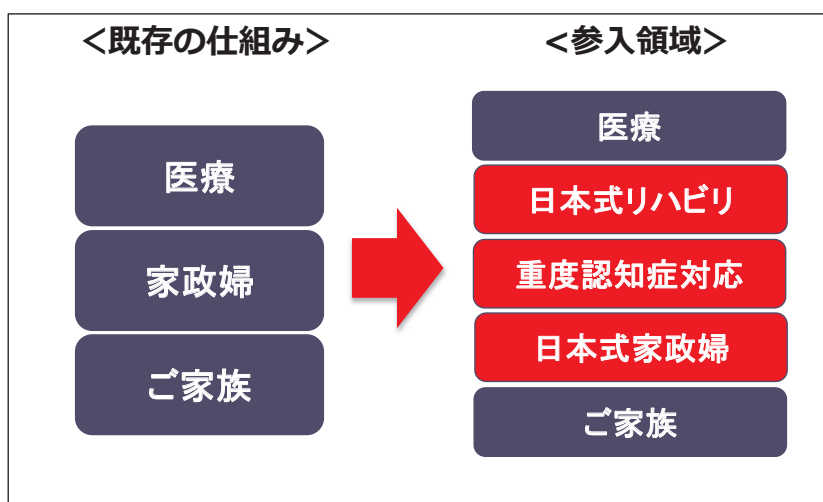 <既存の仕組み>
医療
家政婦
ご家族
<参入領域>
医療
日本式リハビリ
重度認知症対応
日本式家政婦
ご家族